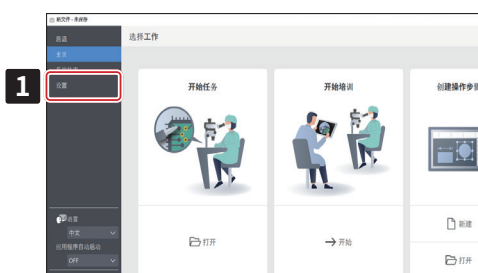 新文件 - 未保存
选择工作
主页
1
设置
开始任务
开始培训
创建操作步骤
语言
中文
应用程序自动启动
OFF
打开
开始
新建
打开